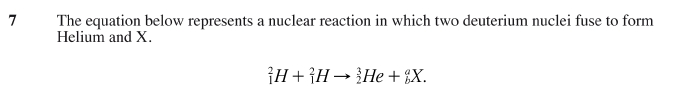 7 The equation below represents a nuclear reaction in which two deuterium nuclei fuse to form
Helium and X.
²₁H + ²₁H → ³₂He + ᵃ_bX.